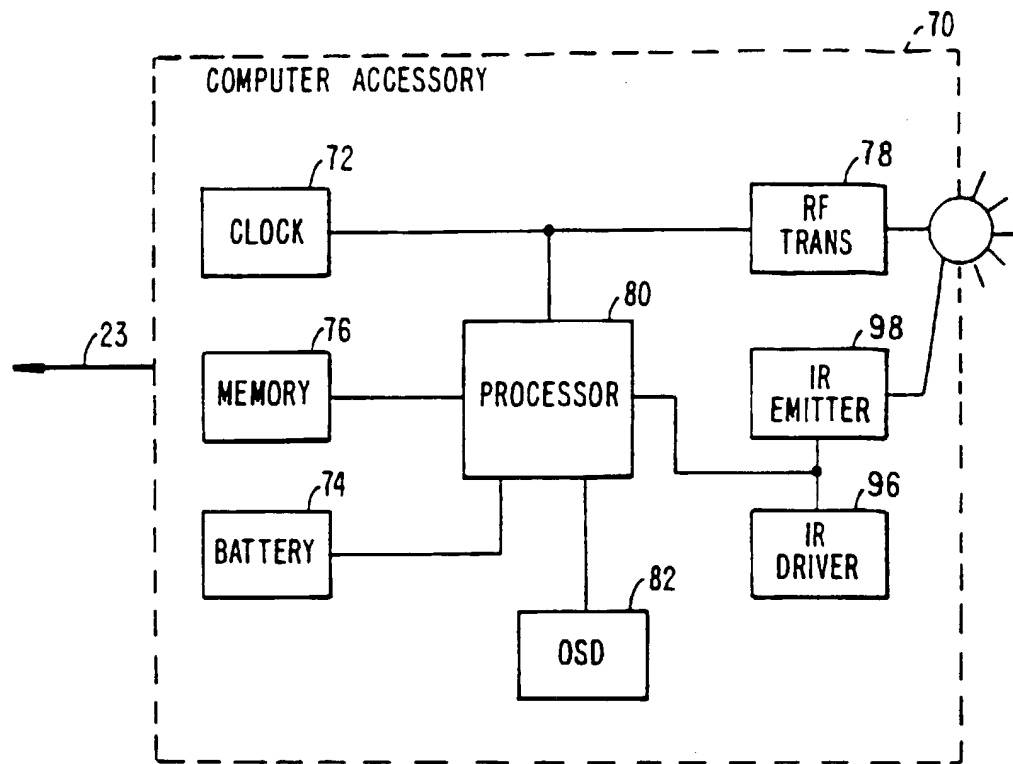 70
COMPUTER ACCESSORY
72
CLOCK
78
RF
TRANS
80
PROCESSOR
23
76
MEMORY
98
IR
EMITTER
74
BATTERY
96
IR
DRIVER
82
OSD